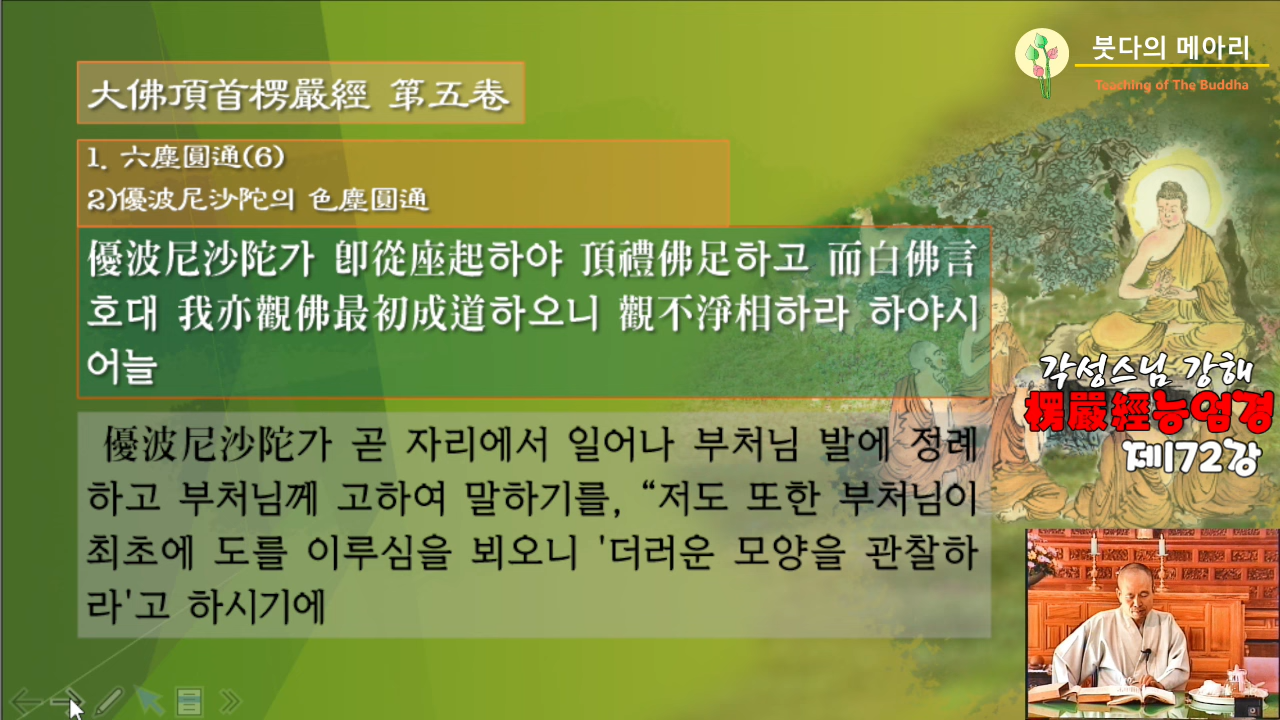 붓다의 메아리
Teaching of The Buddha
大佛頂首楞嚴經 第五卷
1. 六塵圓通(6)
2)優波尼沙陀의 色塵圓通
優波尼沙陀가 卽從座起하야 頂禮佛足하고 而白佛言
호대 我亦觀佛最初成道하오니 觀不淨相하라 하야시
어늘
優波尼沙陀가 곧 자리에서 일어나 부처님 발에 정례
하고 부처님께 고하여 말하기를, “저도 또한 부처님이
최초에 도를 이루심을 뵈오니 '더러운 모양을 관찰하
라'고 하시기에
각성스님 강해
楞嚴經능엄경
제172강